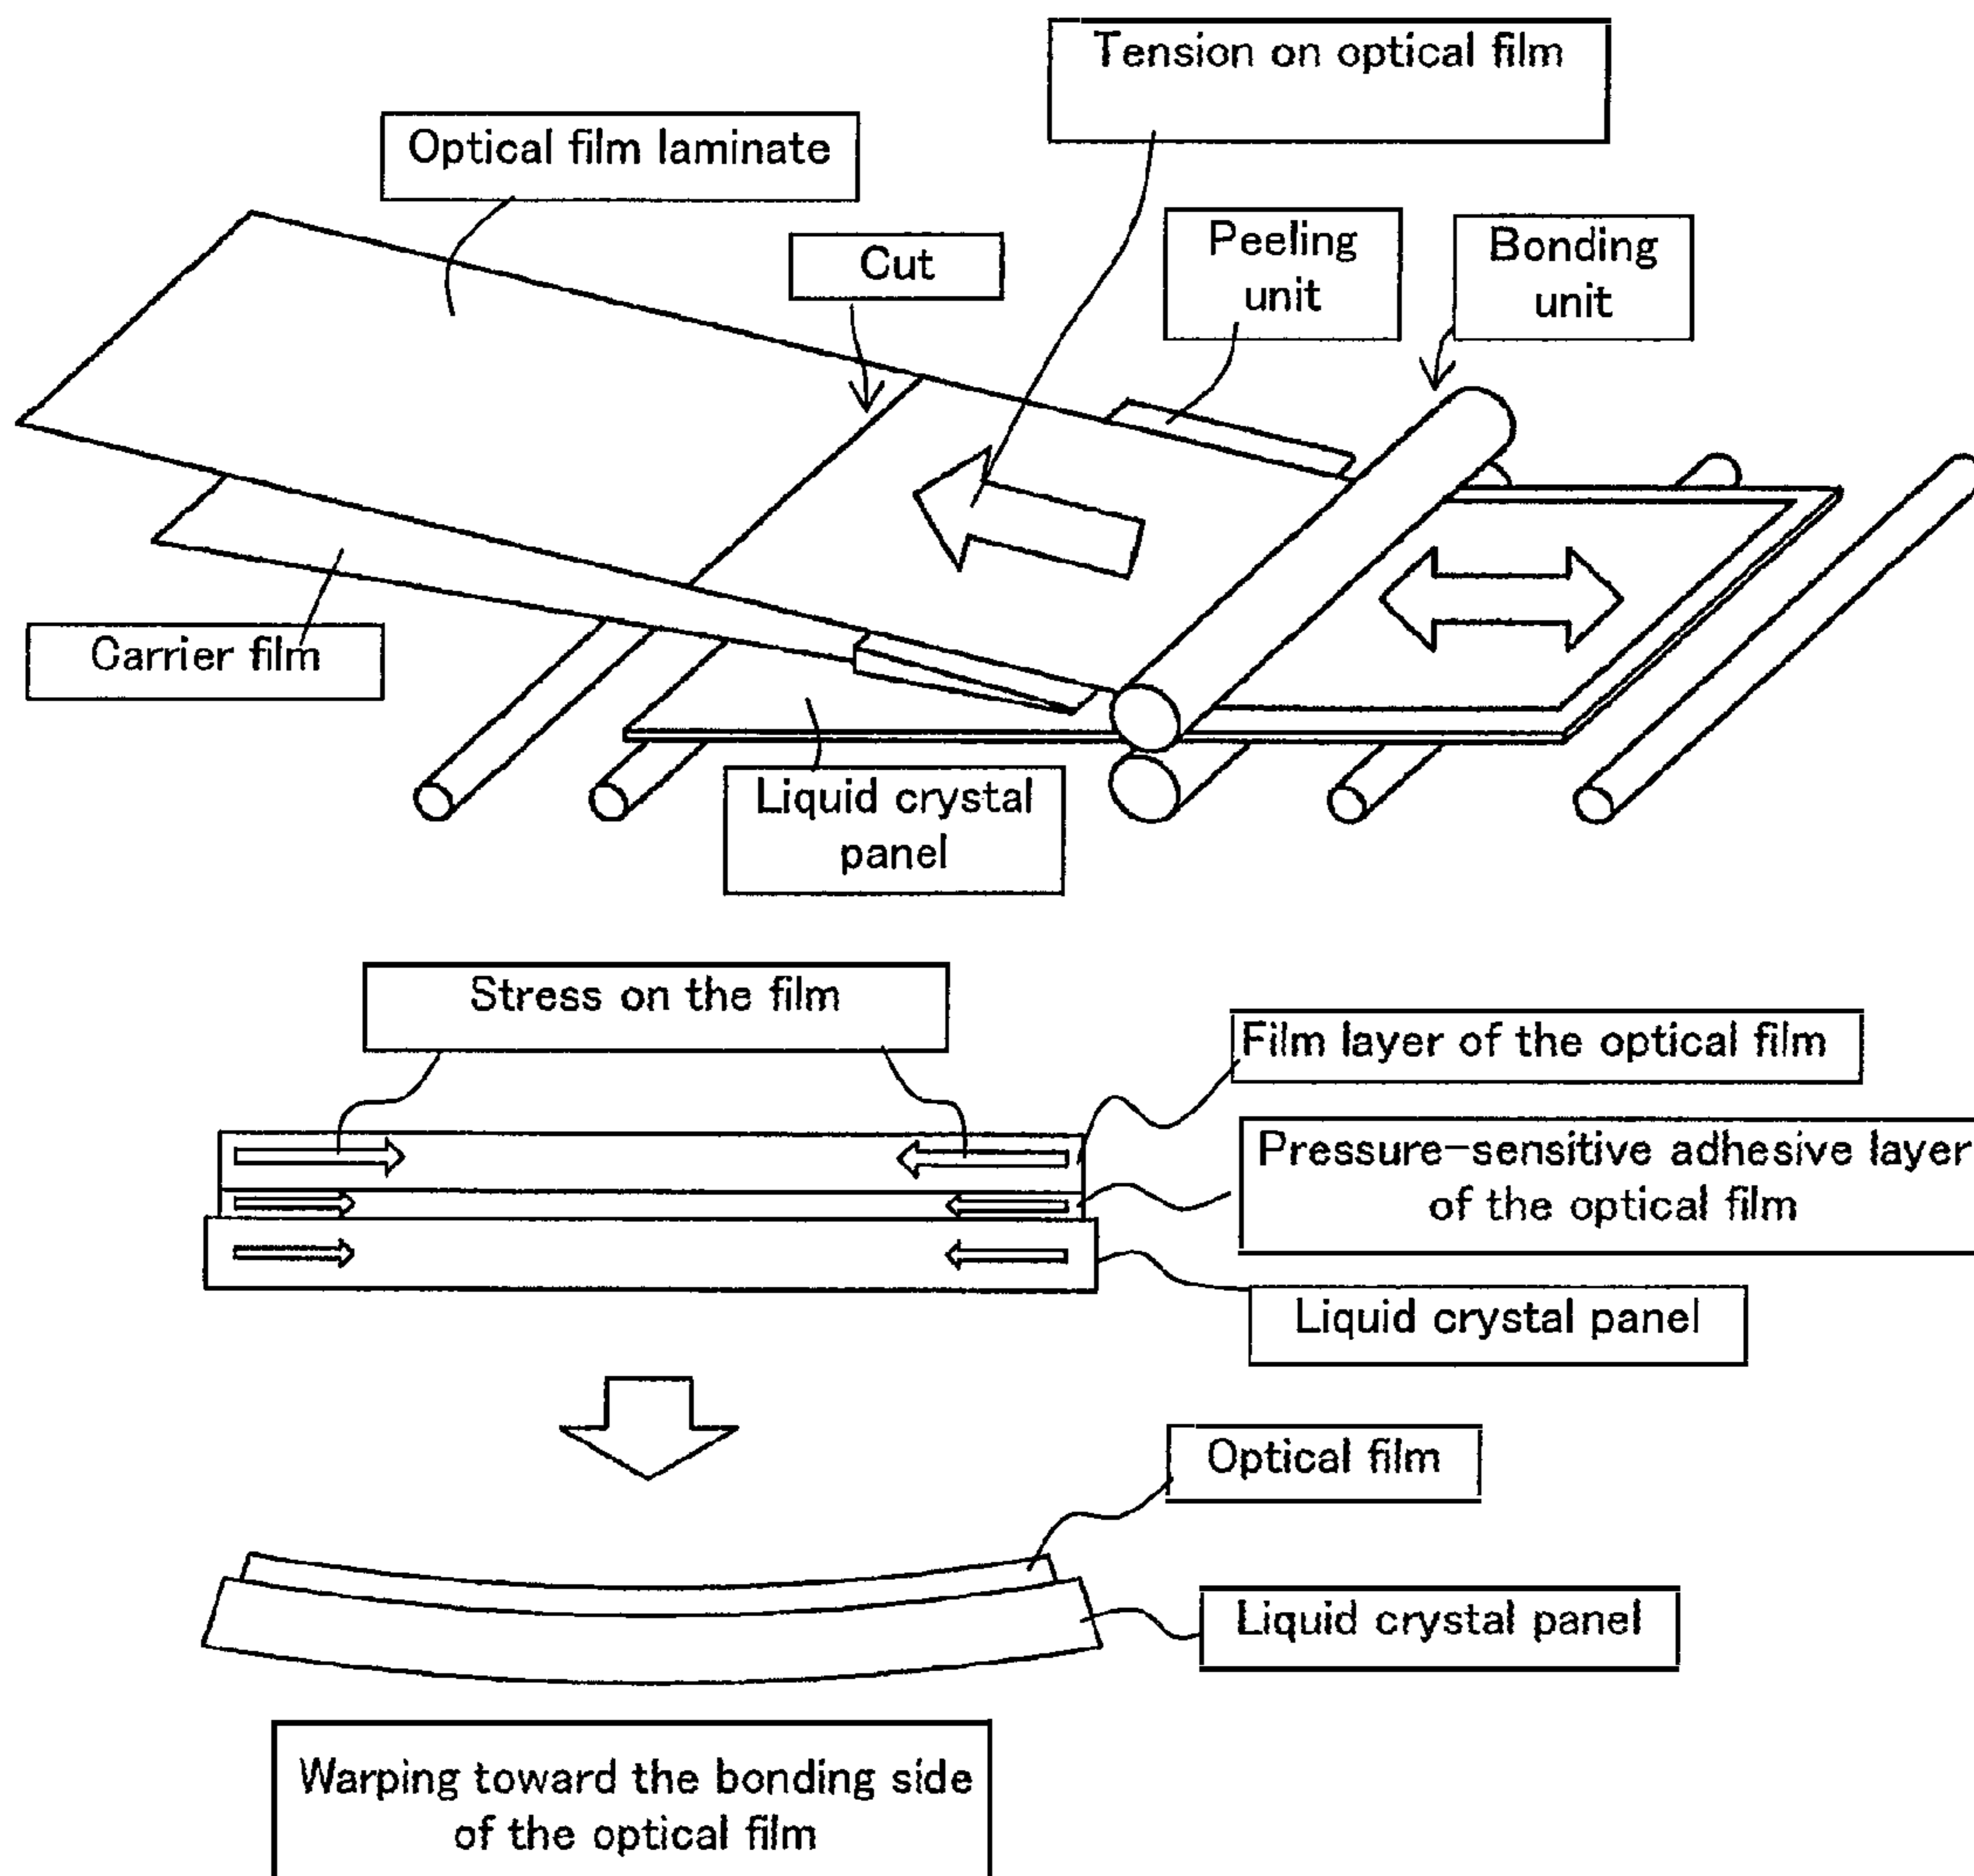 Tension on optical film
Optical film laminate
Cut
Peeling
unit
Bonding
unit
Carrier film
Liquid crystal
panel
Stress on the film
Film layer of the optical film
Pressure-sensitive adhesive layer
of the optical film
Liquid crystal panel
Optical film
Liquid crystal panel
Warping toward the bonding side
of the optical film